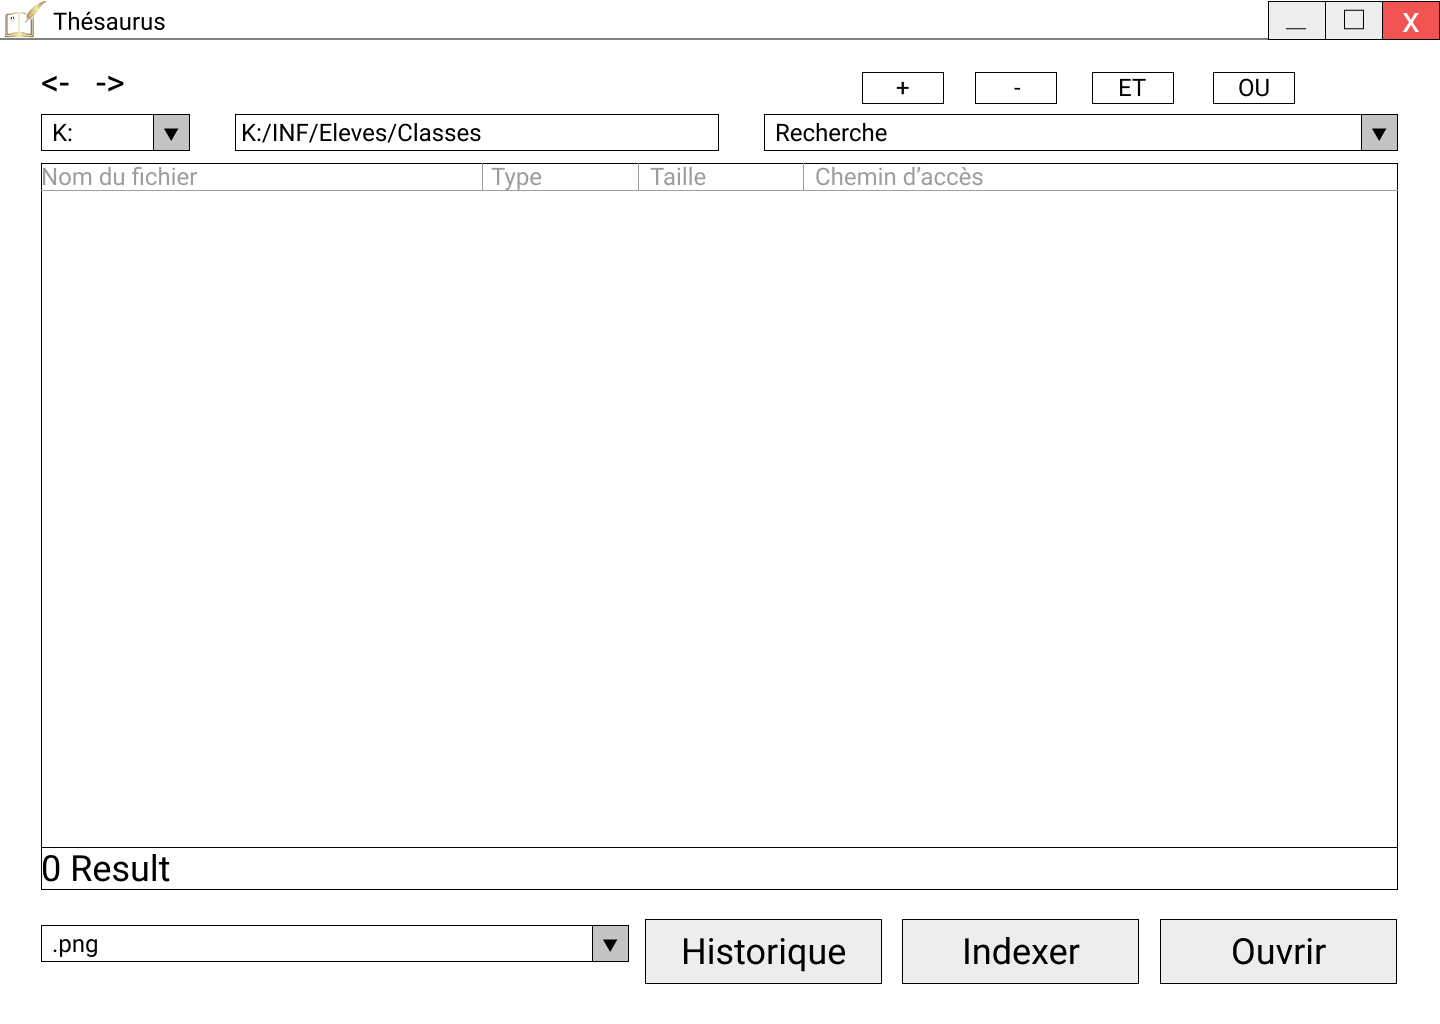 Thésaurus
X
<- ->
+ - ET OU
K: K:/INF/Eleves/Classes Recherche
Nom du fichier Type Taille Chemin d’accès
0 Result
.png Historique Indexer Ouvrir